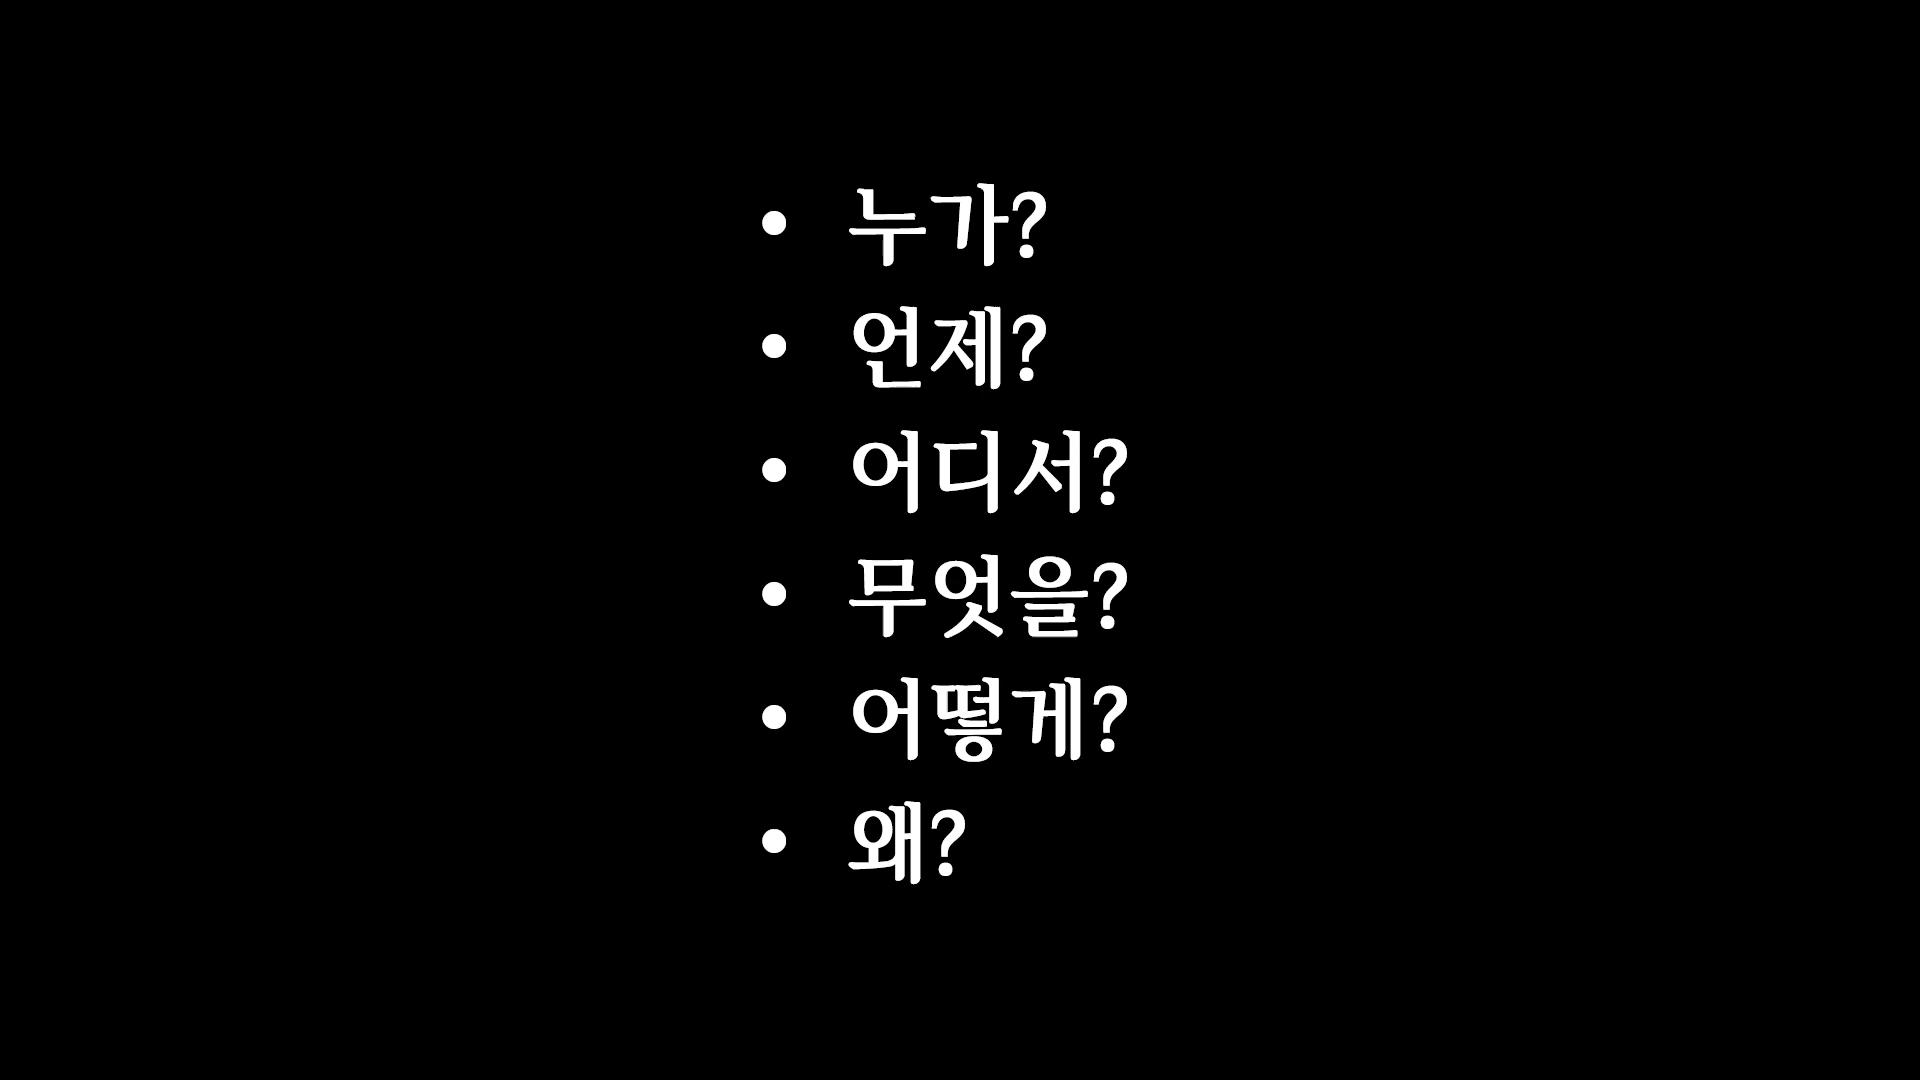 • 누가?
• 언제?
• 어디서?
• 무엇을?
• 어떻게?
• 왜?